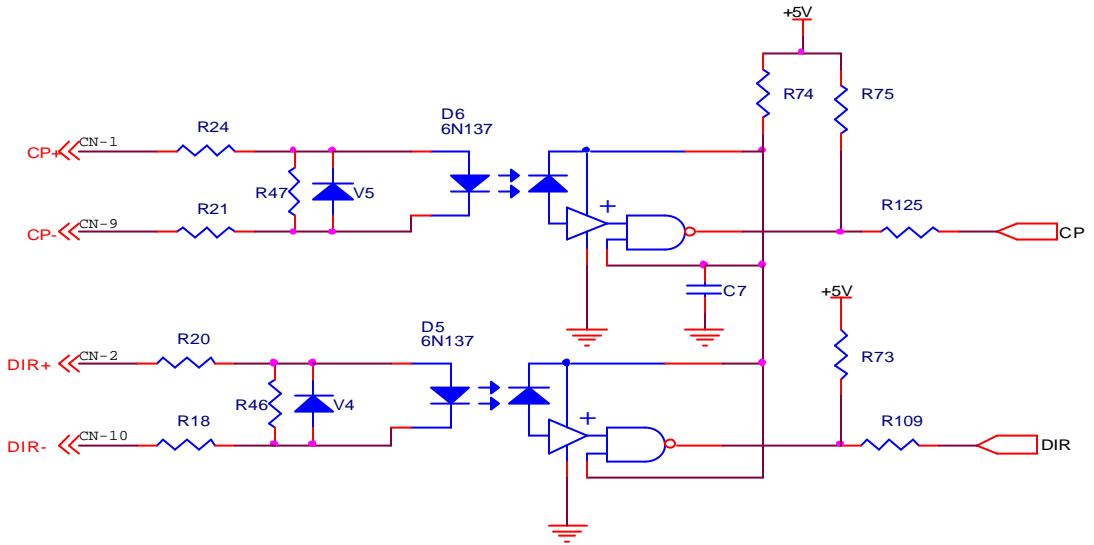 +5V
R74
R75
D6
6N137
R24
CP+
CN-1
R47
V5
R21
CP-
CN-9
+
R125
CP
C7
+5V
D5
6N137
R20
DIR+
CN-2
R73
R46
V4
R18
DIR-
CN-10
+
R109
DIR